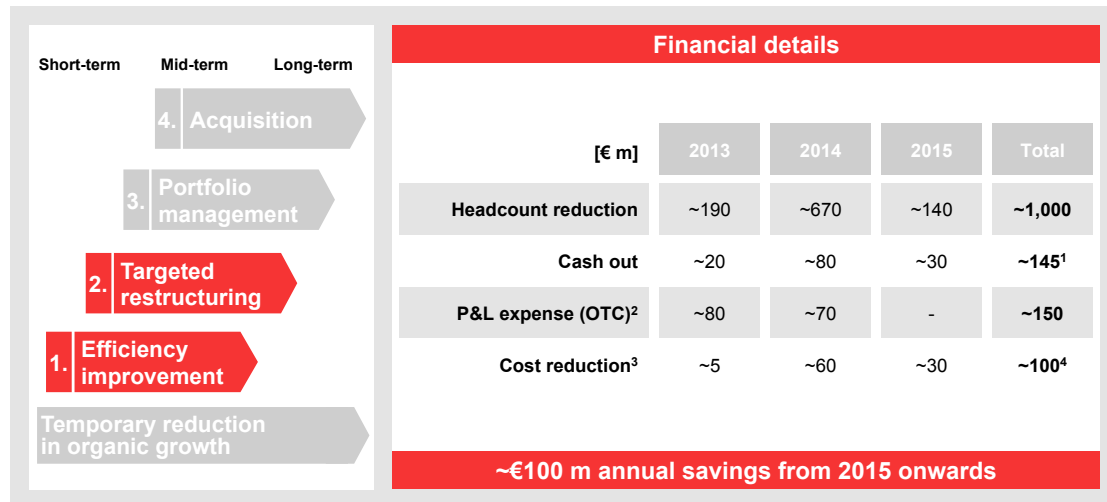 Short-term Mid-term Long-term
4. Acquisition
3. Portfolio
management
2. Targeted
restructuring
1. Efficiency
improvement
Temporary reduction
in organic growth
Financial details
[€ m] 2013 2014 2015 Total
Headcount reduction ~190 ~670 ~140 ~1,000
Cash out ~20 ~80 ~30 ~145¹
P&L expense (OTC)² ~80 ~70 - ~150
Cost reduction³ ~5 ~60 ~30 ~100⁴
~€100 m annual savings from 2015 onwards